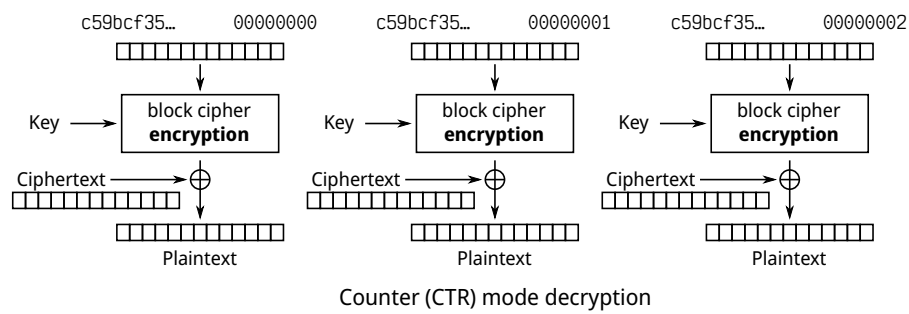 c59bcf35… 00000000 c59bcf35… 00000001 c59bcf35… 00000002
block cipher block cipher block cipher
Key Key Key
encryption encryption encryption
Ciphertext Ciphertext Ciphertext
Plaintext Plaintext Plaintext
Counter (CTR) mode decryption